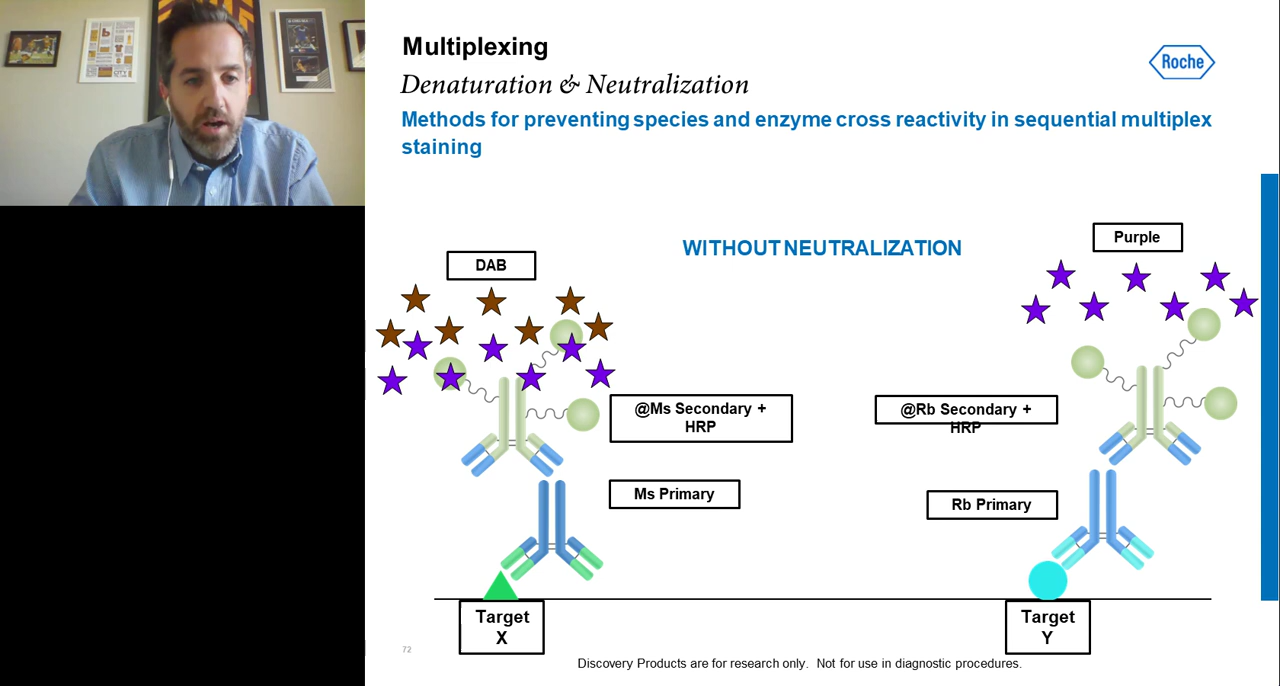 Multiplexing
Roche
Denaturation & Neutralization
Methods for preventing species and enzyme cross reactivity in sequential multiplex
staining
Purple
WITHOUT NEUTRALIZATION
DAB
@Ms Secondary +
HRP
@Rb Secondary +
HRP
Ms Primary
Rb Primary
Target
X
Target
Y
72
Discovery Products are for research only. Not for use in diagnostic procedures.